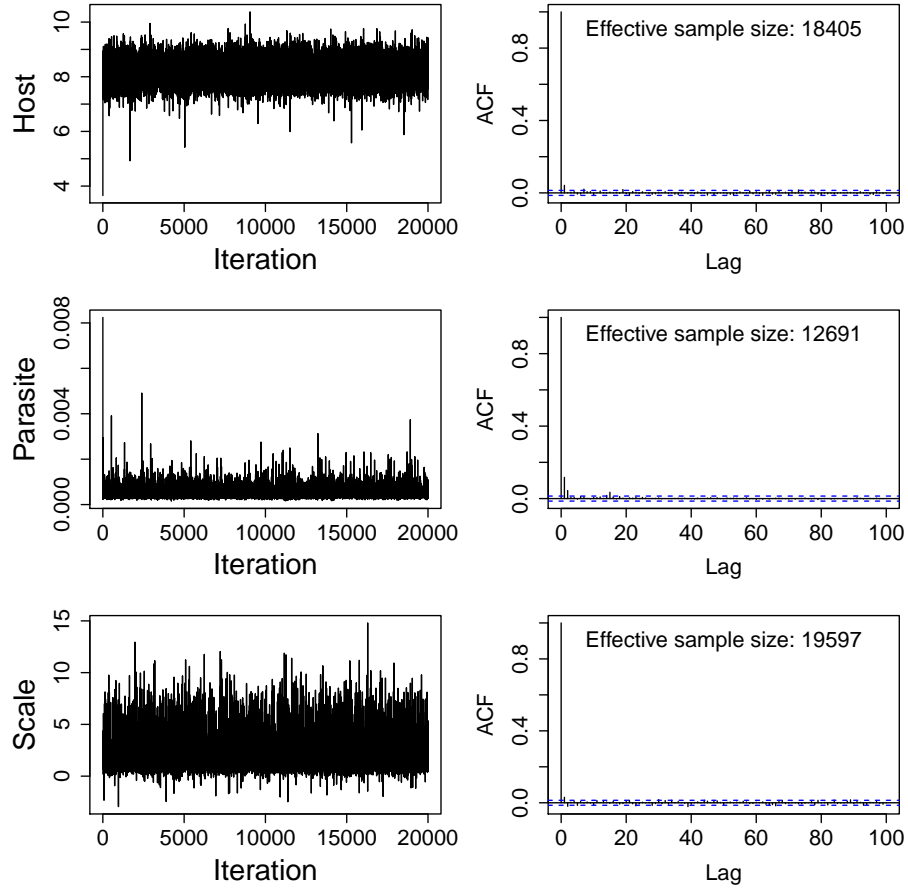 Host
4 6 8 10
0 5000 10000 15000 20000
Iteration
Effective sample size: 18405
ACF
0.0 0.4 0.8
0 20 40 60 80 100
Lag
Parasite
0.000 0.004 0.008
0 5000 10000 15000 20000
Iteration
Effective sample size: 12691
ACF
0.0 0.4 0.8
0 20 40 60 80 100
Lag
Scale
0 5 10 15
0 5000 10000 15000 20000
Iteration
Effective sample size: 19597
ACF
0.0 0.4 0.8
0 20 40 60 80 100
Lag